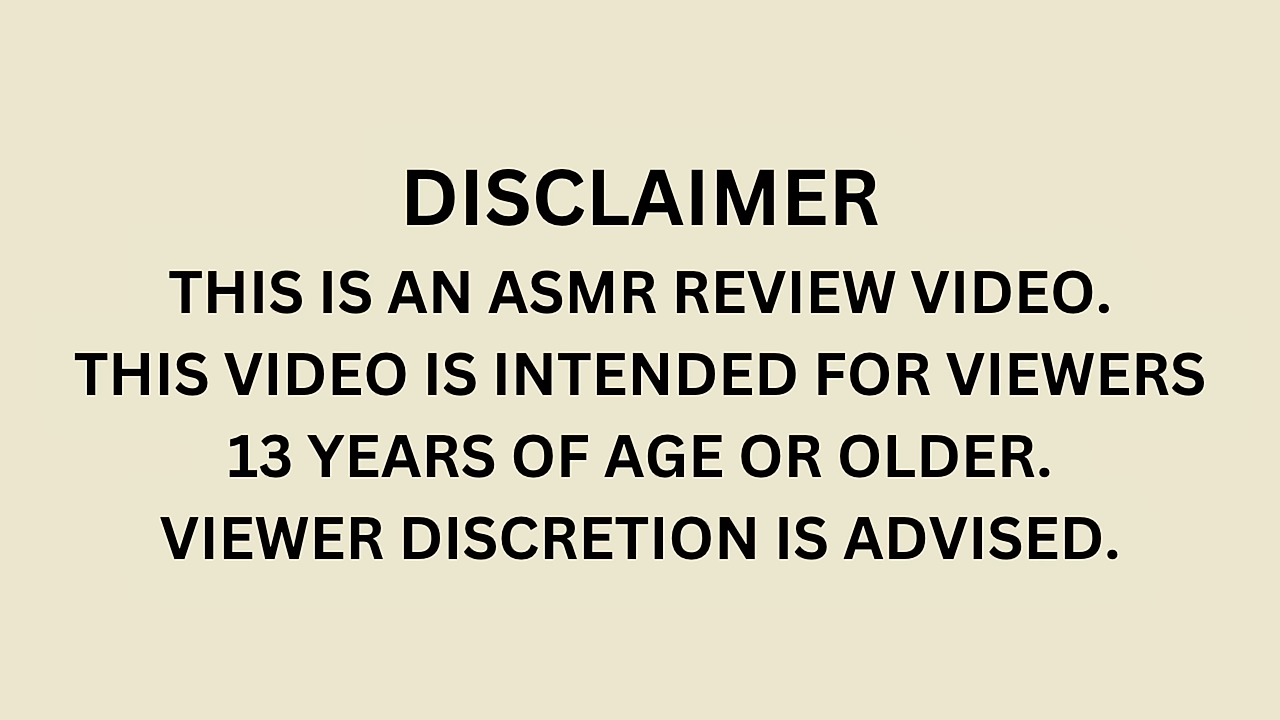 DISCLAIMER
THIS IS AN ASMR REVIEW VIDEO.
THIS VIDEO IS INTENDED FOR VIEWERS
13 YEARS OF AGE OR OLDER.
VIEWER DISCRETION IS ADVISED.